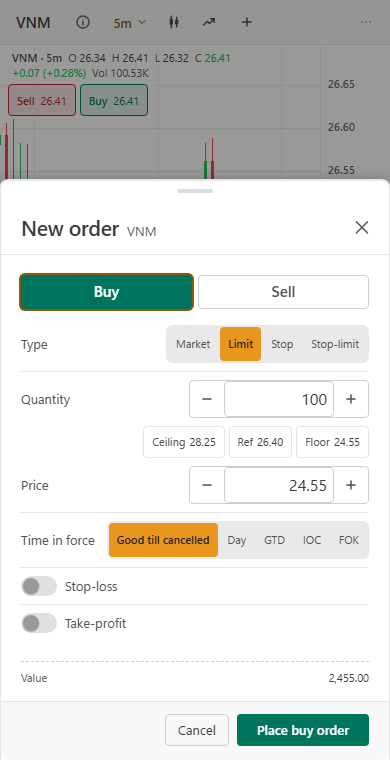 VNM 5m
VNM · 5m O 26.34 H 26.41 L 26.32 C 26.41
+0.07 (+0.28%) Vol 100.53K
Sell 26.41 Buy 26.41
26.65
26.60
26.55
New order VNM
Buy Sell
Type Market Limit Stop Stop-limit
Quantity − 100 +
Ceiling 28.25 Ref 26.40 Floor 24.55
Price − 24.55 +
Time in force Good till cancelled Day GTD IOC FOK
Stop-loss
Take-profit
Value 2,455.00
Cancel Place buy order